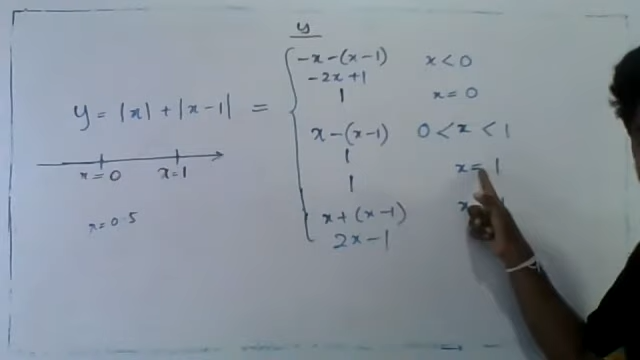 y
y = |x| + |x-1| =
-x-(x-1) x < 0
-2x+1
1 x = 0
x-(x-1) 0 < x < 1
1
1 x = 1
x+(x-1) x 1
2x-1
x=0 x=1
x=0.5